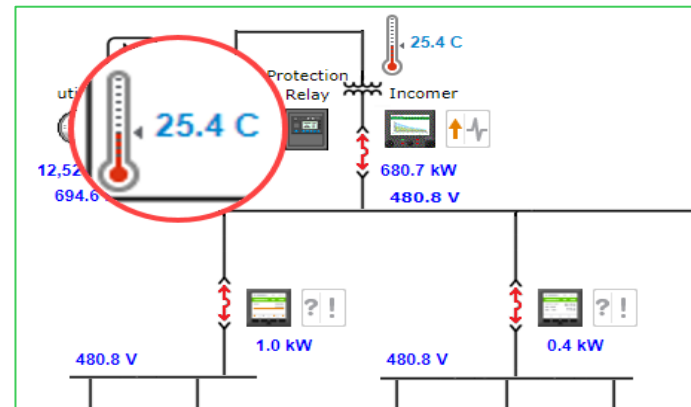 25.4 C
Protection
Relay
Incomer
uti
25.4 C
12,52
680.7 kW
694.6
480.8 V
? !
? !
1.0 kW
0.4 kW
480.8 V
480.8 V